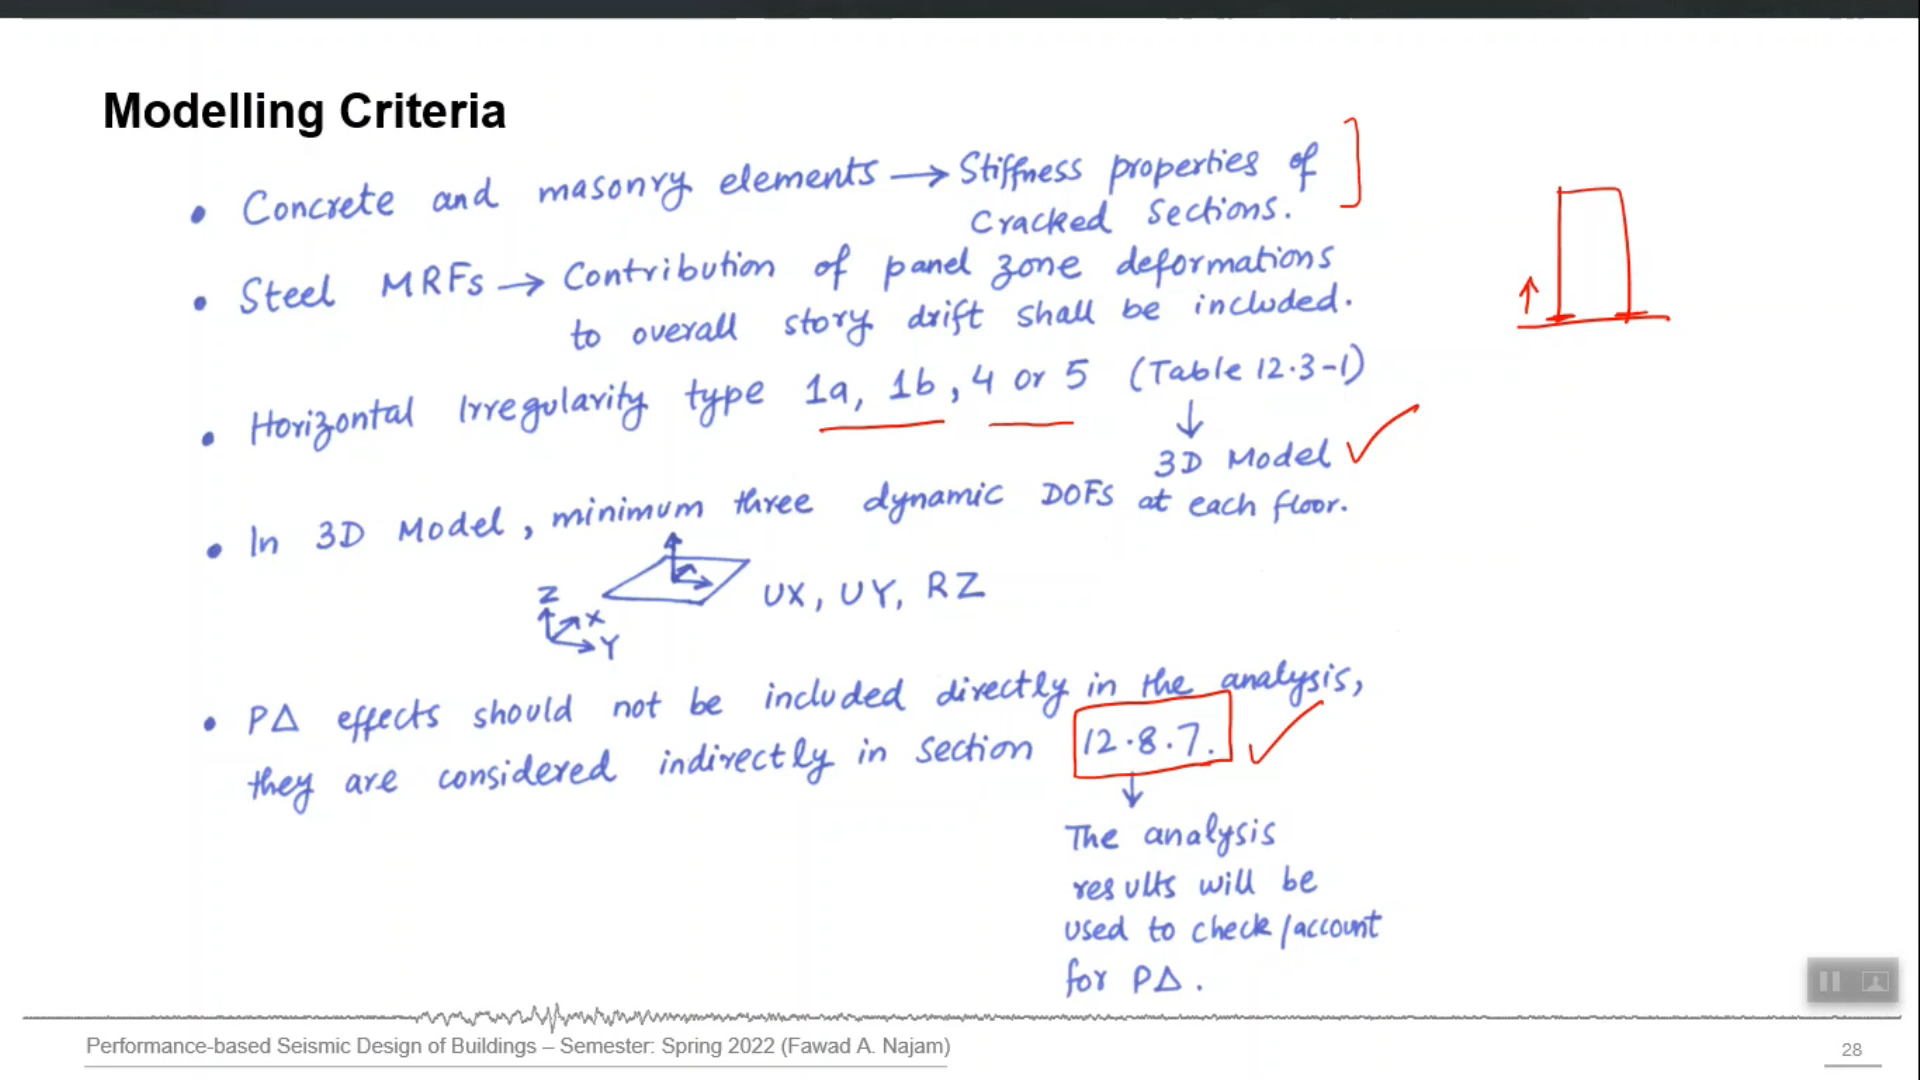 Modelling Criteria
• Concrete and masonry elements → Stiffness properties of
Cracked Sections.
• Steel MRFs → Contribution of panel zone deformations
to overall story drift shall be included.
• Horizontal Irregularity type 1a, 1b, 4 or 5 (Table 12.3-1)
↓
3D Model ✓
• In 3D Model, minimum three dynamic DOFs at each floor.
Z
X
Y
UX, UY, RZ
• PΔ effects should not be included directly in the analysis,
they are considered indirectly in Section 12.8.7. ✓
↓
The analysis
results will be
used to check/account
for PΔ.
Performance-based Seismic Design of Buildings – Semester: Spring 2022 (Fawad A. Najam)
28